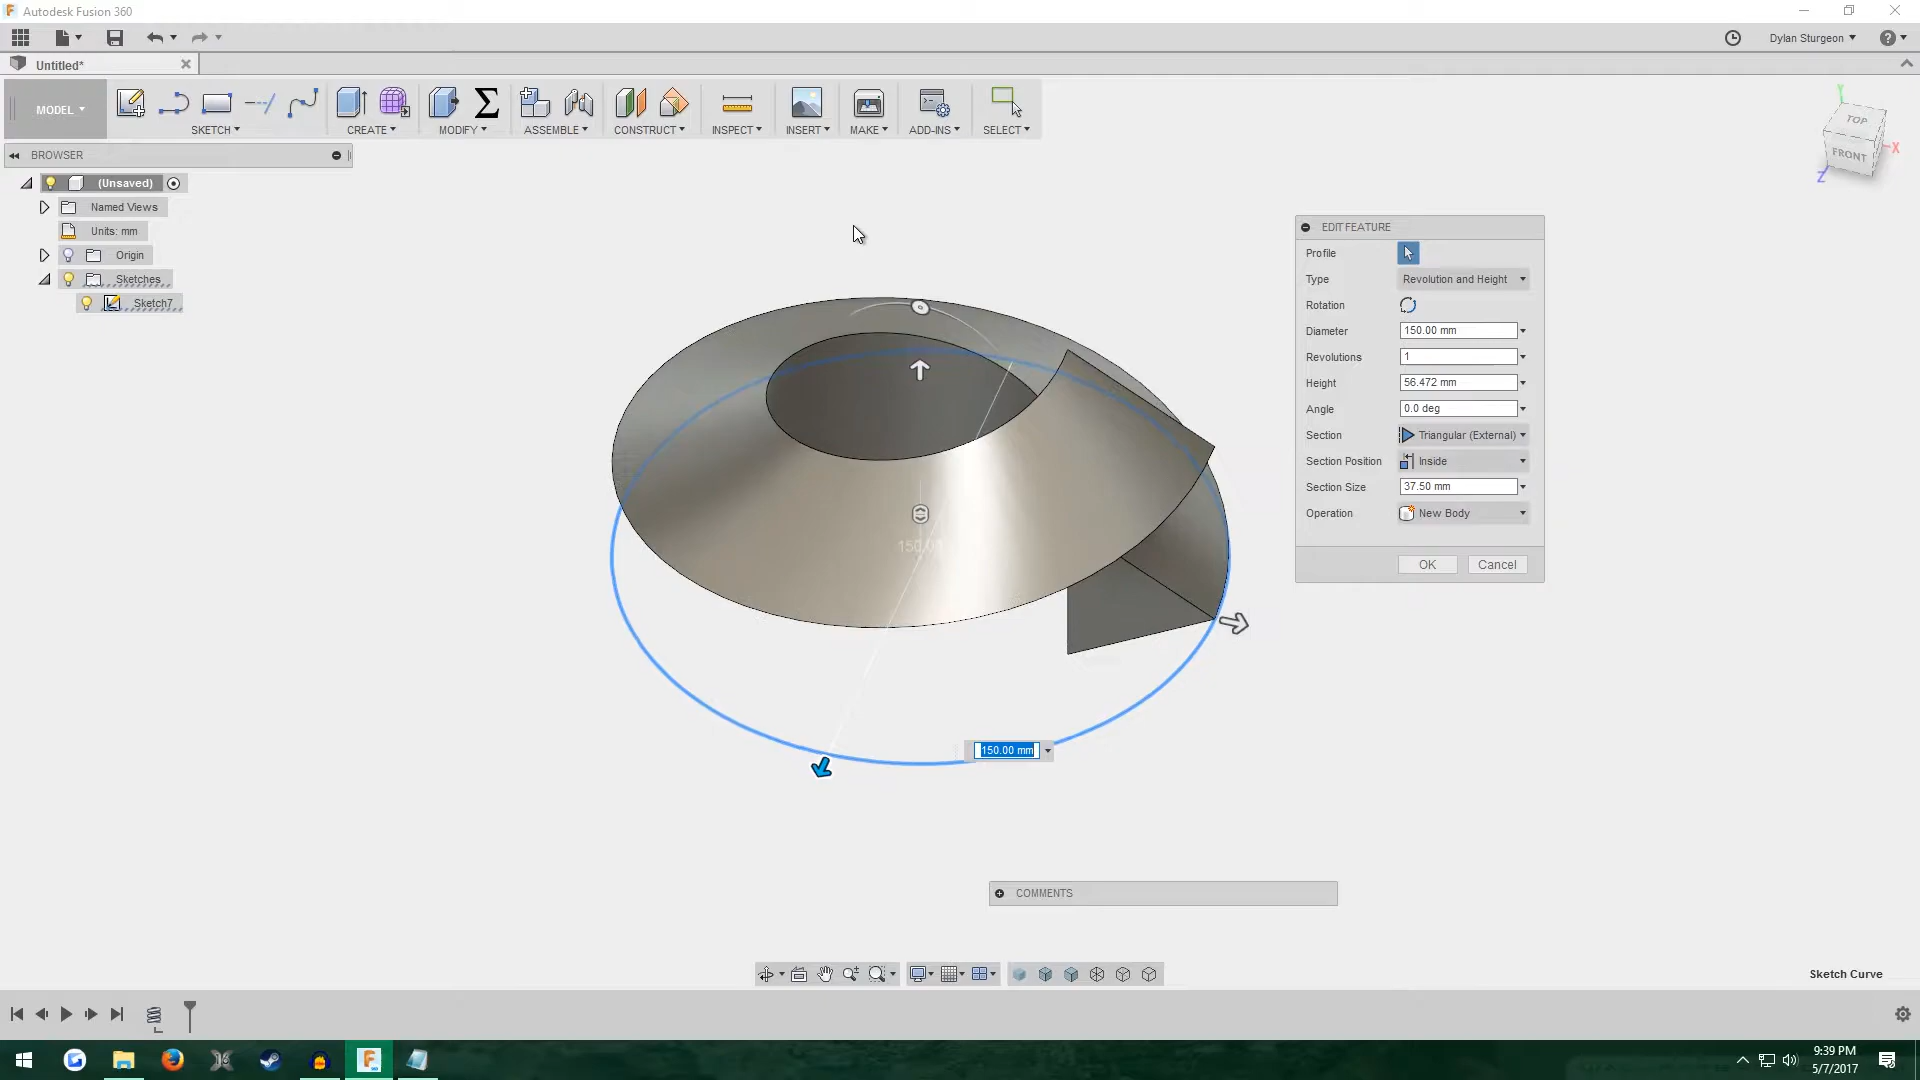 Autodesk Fusion 360
Dylan Sturgeon
Untitled*
MODEL
SKETCH
CREATE
MODIFY
ASSEMBLE
CONSTRUCT
INSPECT
INSERT
MAKE
ADD-INS
SELECT
BROWSER
(Unsaved)
Named Views
Units: mm
Origin
Sketches
Sketch7
Y
TOP
FRONT
X
Z
EDIT FEATURE
Profile
Type Revolution and Height
Rotation
Diameter 150.00 mm
Revolutions 1
Height 56.472 mm
Angle 0.0 deg
Section Triangular (External)
Section Position Inside
Section Size 37.50 mm
Operation New Body
OK Cancel
150.00
150.00 mm
COMMENTS
Sketch Curve
9:39 PM
5/7/2017